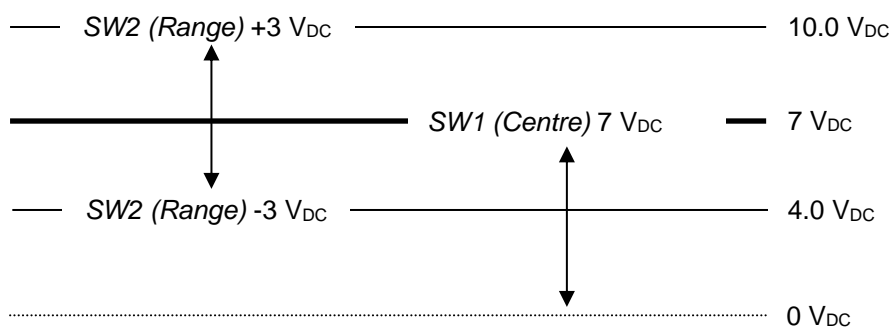 SW2 (Range) +3 VDC 10.0 VDC
SW1 (Centre) 7 VDC 7 VDC
SW2 (Range) -3 VDC 4.0 VDC
0 VDC